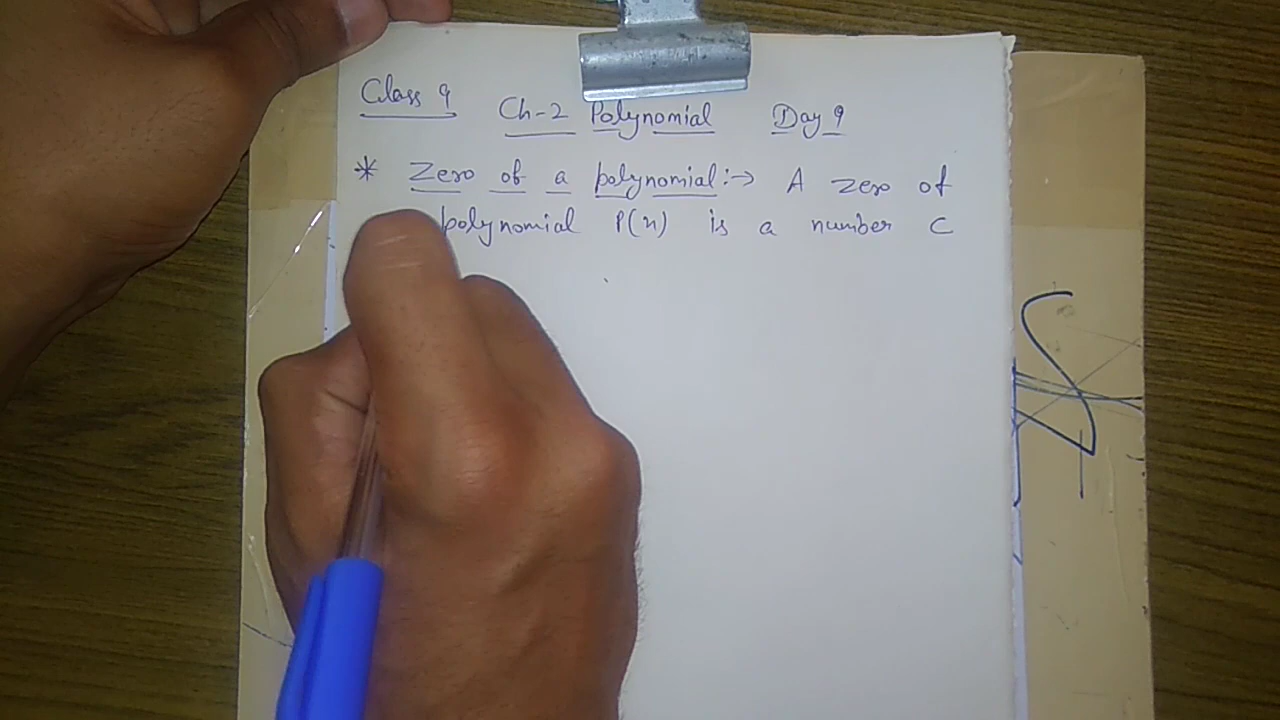 Class 9 Ch-2 Polynomial Day 9
* Zero of a polynomial:→ A zero of
polynomial P(x) is a number c